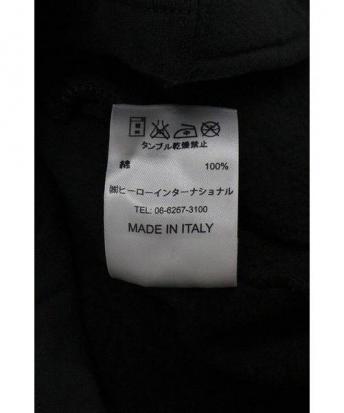 タンブル乾燥禁止
綿 100%
㈱ヒーローインターナショナル
TEL: 06-6267-3100
MADE IN ITALY